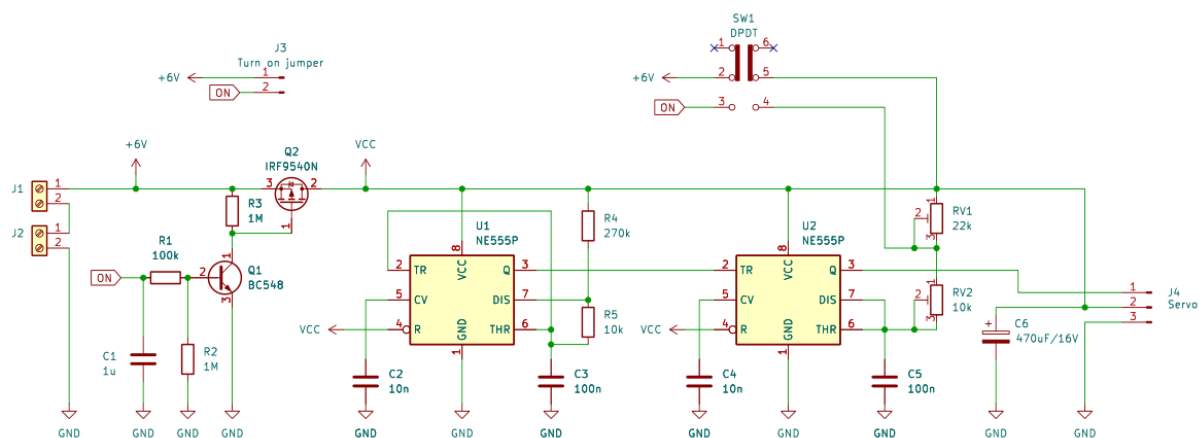 SW1
DPDT
1
6
+6V
2
5
ON
3
4
J3
Turn on jumper
+6V
1
ON
2
+6V
Q2
IRF9540N
VCC
J1
1
2
3
2
1
R3
1M
J2
1
2
R1
100k
ON
2
1
3
Q1
BC548
C1
1u
R2
1M
U1
NE555P
8
2
TR
VCC
Q
3
5
CV
DIS
7
VCC
4
R
GND
THR
6
1
R4
270k
R5
10k
C2
10n
C3
100n
U2
NE555P
8
2
TR
VCC
Q
3
5
CV
DIS
7
VCC
4
R
GND
THR
6
1
1
2
3
RV1
22k
1
2
3
RV2
10k
C4
10n
C5
100n
+
C6
470uF/16V
1
2
3
J4
Servo
GND
GND
GND
GND
GND
GND
GND
GND
GND
GND
GND
GND